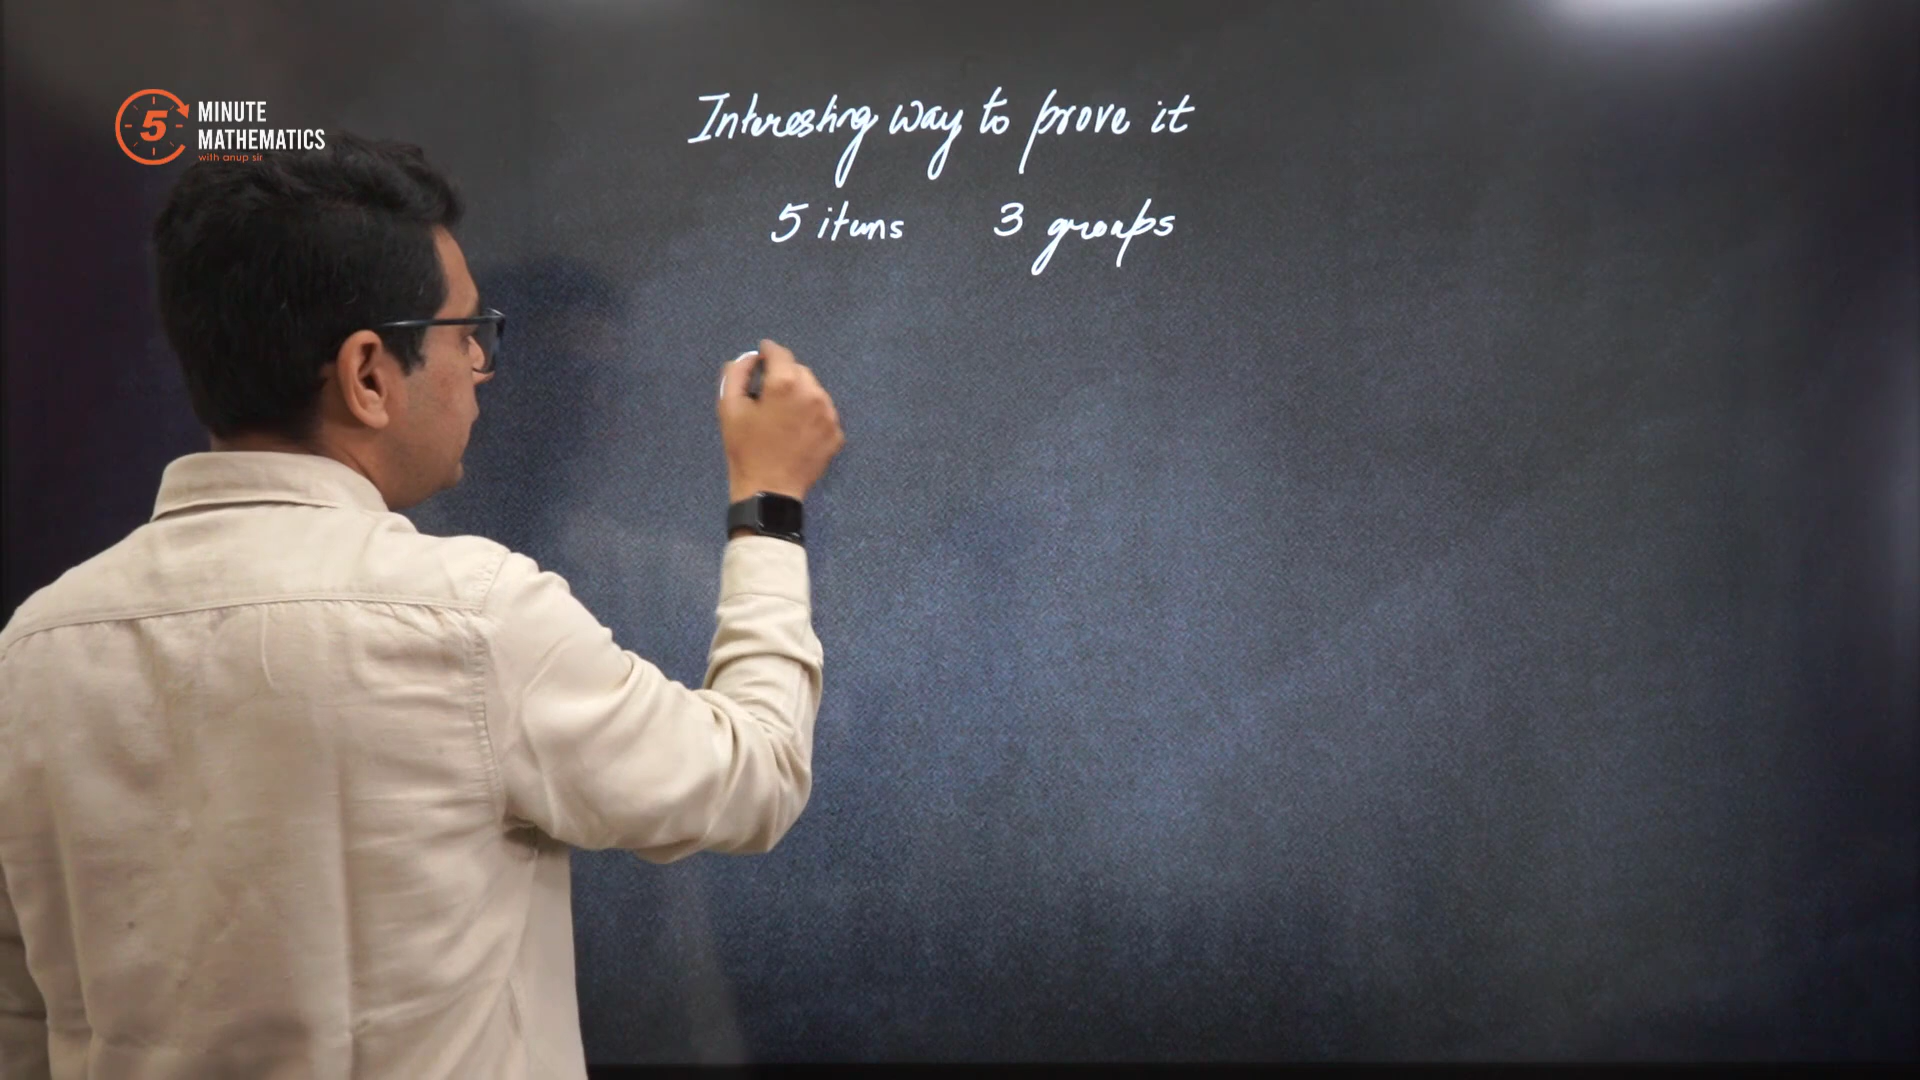 5 MINUTE
MATHEMATICS
with anup sir
Interesting way to prove it
5 items 3 groups